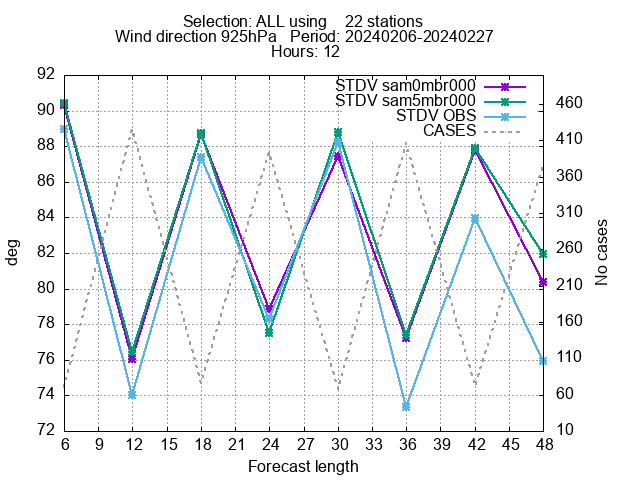 Selection: ALL using    22 stations
Wind direction 925hPa   Period: 20240206-20240227
Hours: 12
STDV sam0mbr000
STDV sam5mbr000
STDV OBS
CASES
92
90
88
86
84
82
80
78
76
74
72
460
410
360
310
260
210
160
110
60
10
deg
No cases
6 9 12 15 18 21 24 27 30 33 36 39 42 45 48
Forecast length